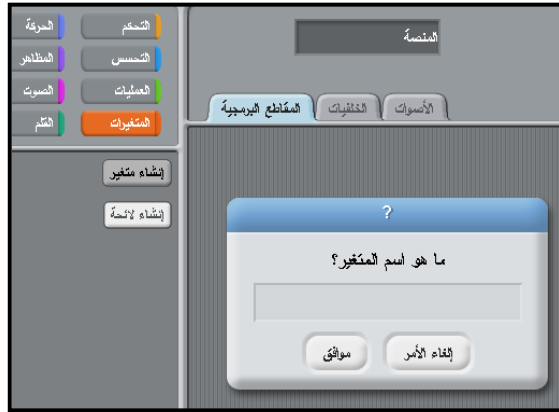 المنصة
المقاطع البرمجية
الخلفيات
الأصوات
الحركة
التحكم
المظاهر
التحسس
الصوت
العمليات
القلم
المتغيرات
إنشاء متغير
إنشاء لائحة
?
ما هو اسم المتغير؟
موافق
إلغاء الأمر